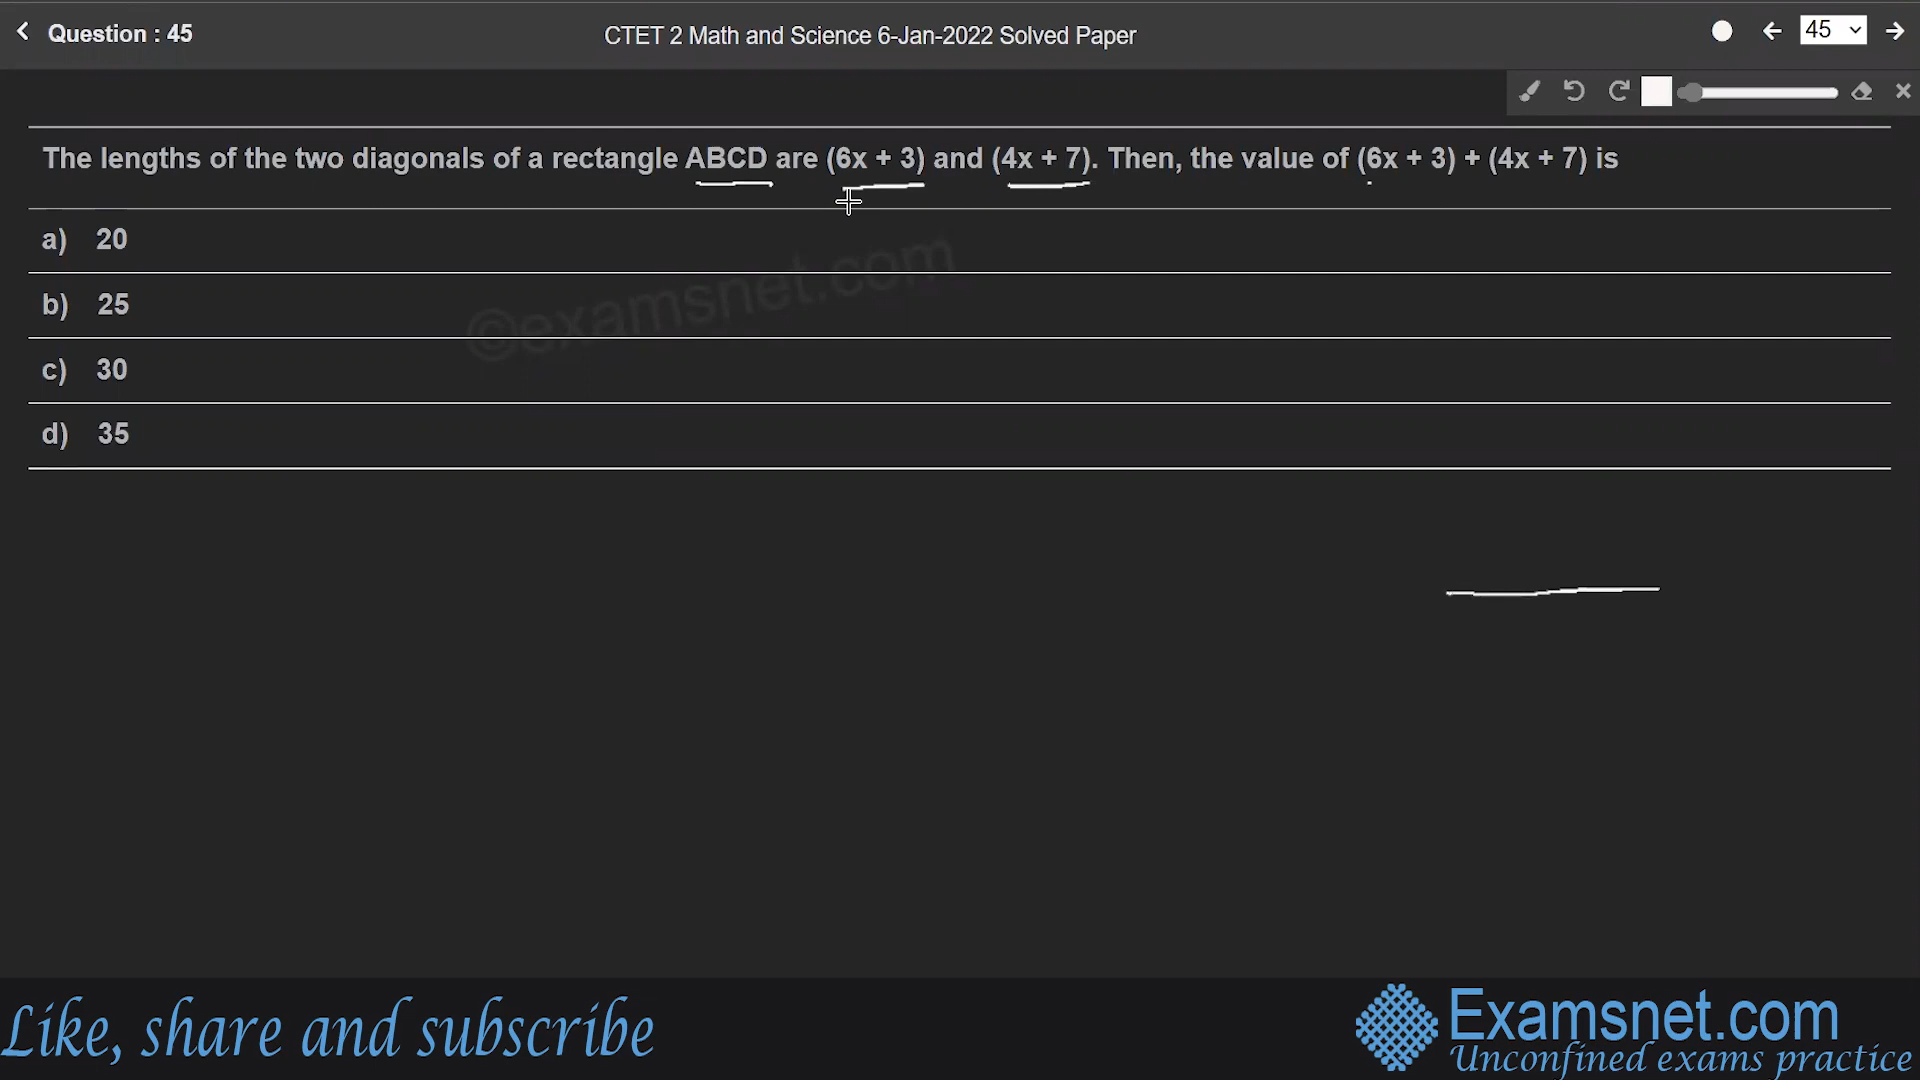 Question : 45
CTET 2 Math and Science 6-Jan-2022 Solved Paper
45
The lengths of the two diagonals of a rectangle ABCD are (6x + 3) and (4x + 7). Then, the value of (6x + 3) + (4x + 7) is
a) 20
©examsnet.com
b) 25
c) 30
d) 35
Like, share and subscribe
Examsnet.com
Unconfined exams practice